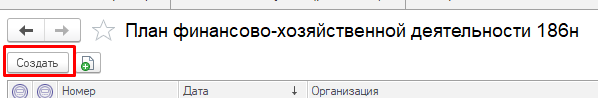 План финансово-хозяйственной деятельности 186н
Создать
Номер Дата Организация